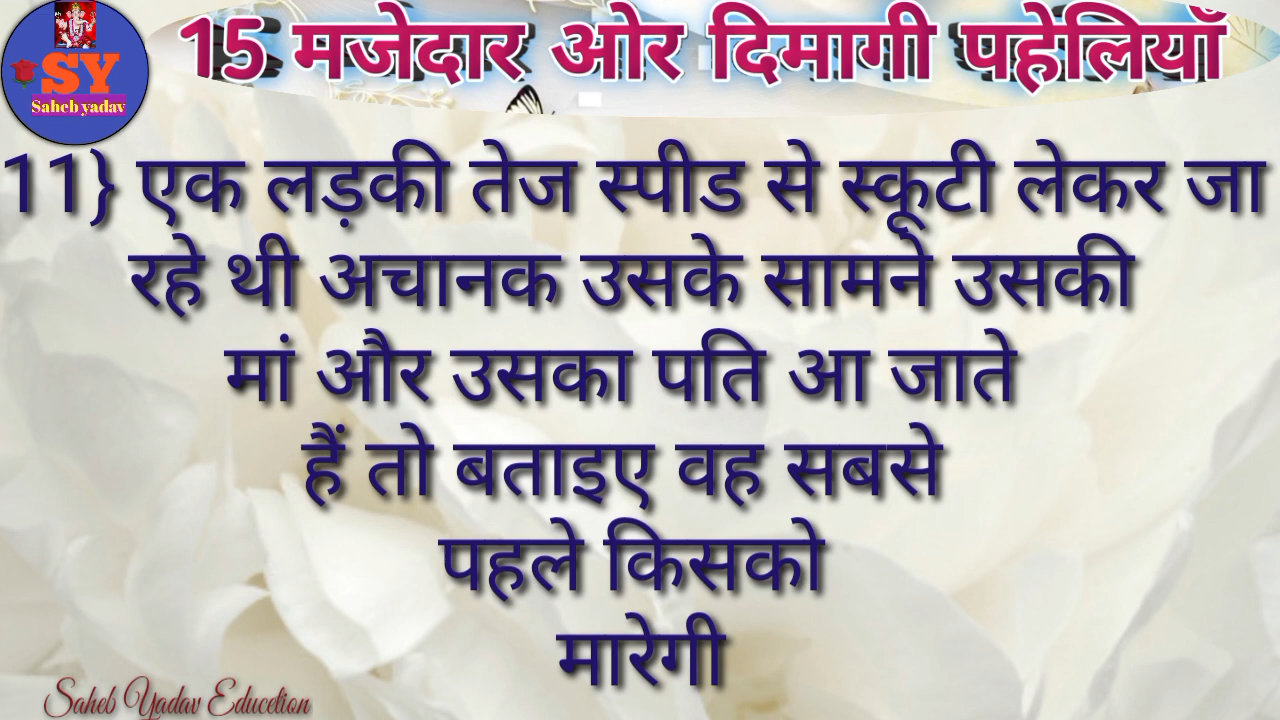 15 मजेदार ओर दिमागी पहेलियाँ
SY
Saheb yadav
11} एक लड़की तेज स्पीड से स्कूटी लेकर जा
रहे थी अचानक उसके सामने उसकी
मां और उसका पति आ जाते
हैं तो बताइए वह सबसे
पहले किसको
मारेगी
Saheb Yadav Educetion